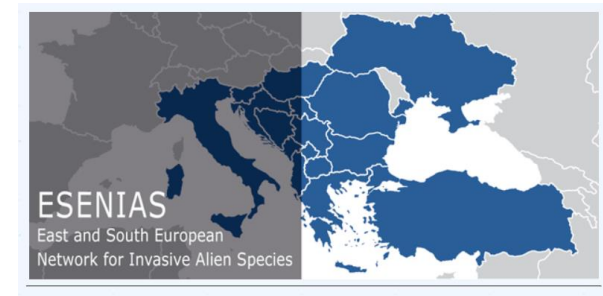 ESENIAS
East and South European
Network for Invasive Alien Species